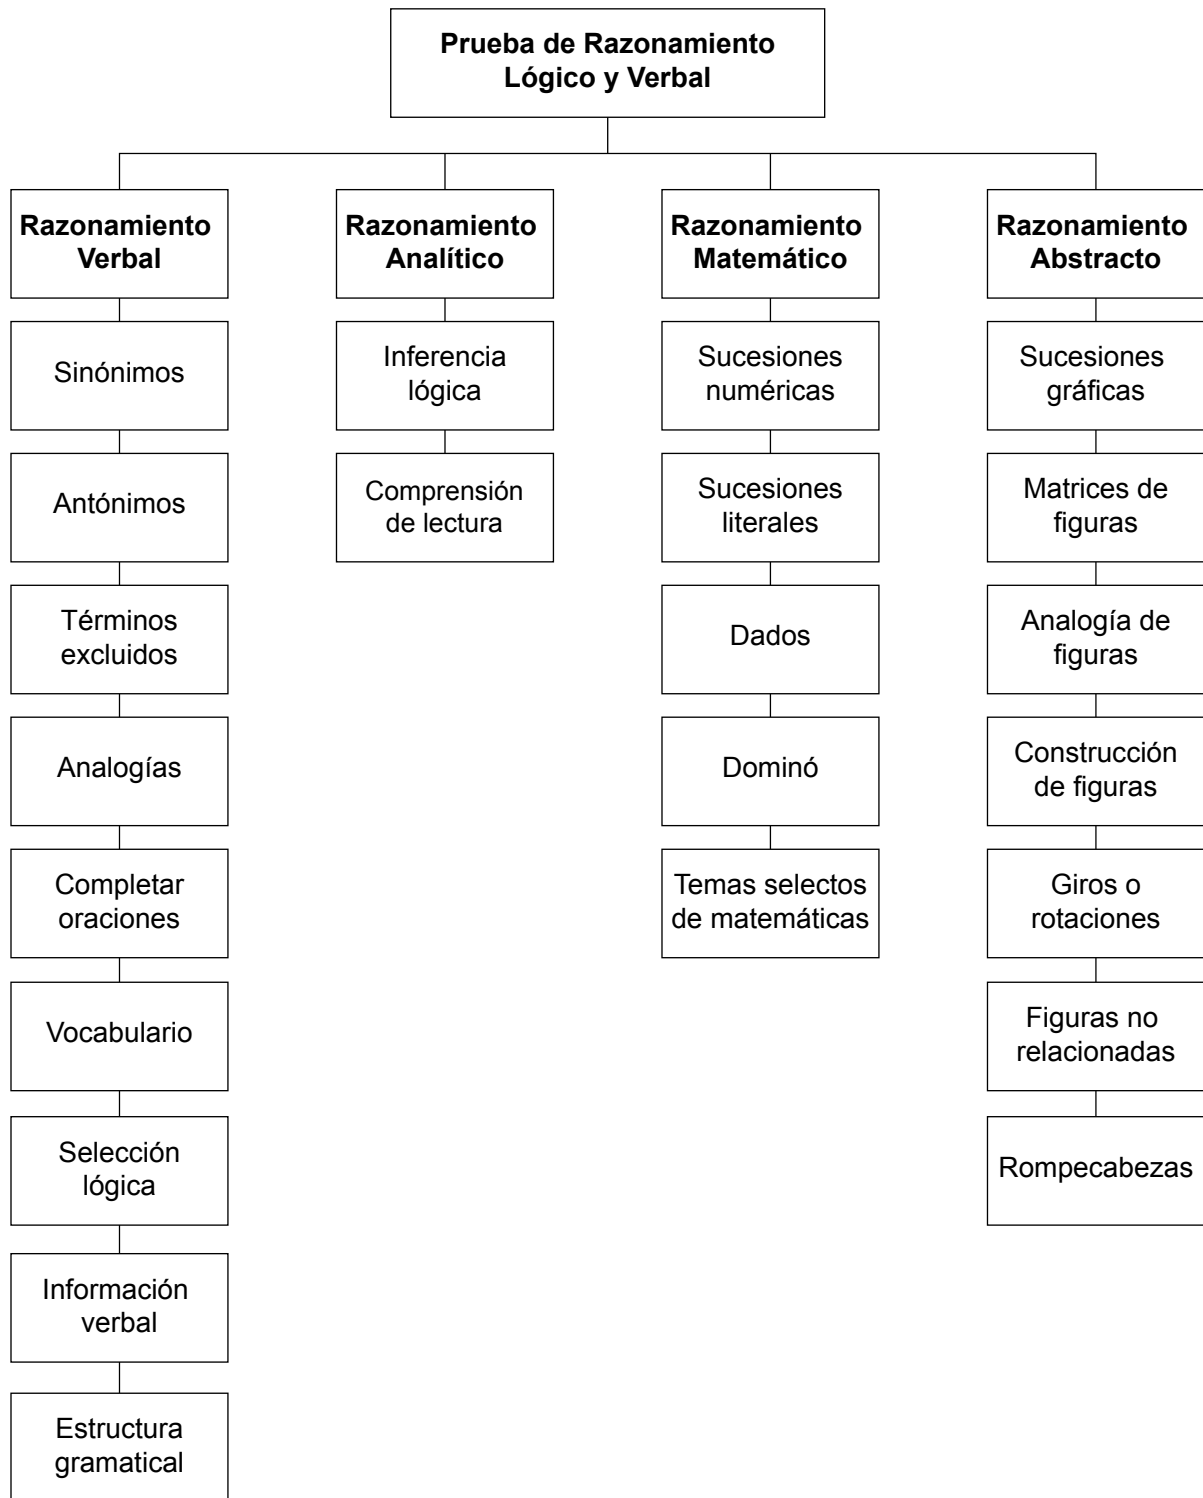 Prueba de Razonamiento
Lógico y Verbal
Razonamiento
Verbal
Sinónimos
Antónimos
Términos
excluidos
Analogías
Completar
oraciones
Vocabulario
Selección
lógica
Información
verbal
Estructura
gramatical
Razonamiento
Analítico
Inferencia
lógica
Comprensión
de lectura
Razonamiento
Matemático
Sucesiones
numéricas
Sucesiones
literales
Dados
Dominó
Temas selectos
de matemáticas
Razonamiento
Abstracto
Sucesiones
gráficas
Matrices de
figuras
Analogía de
figuras
Construcción
de figuras
Giros o
rotaciones
Figuras no
relacionadas
Rompecabezas